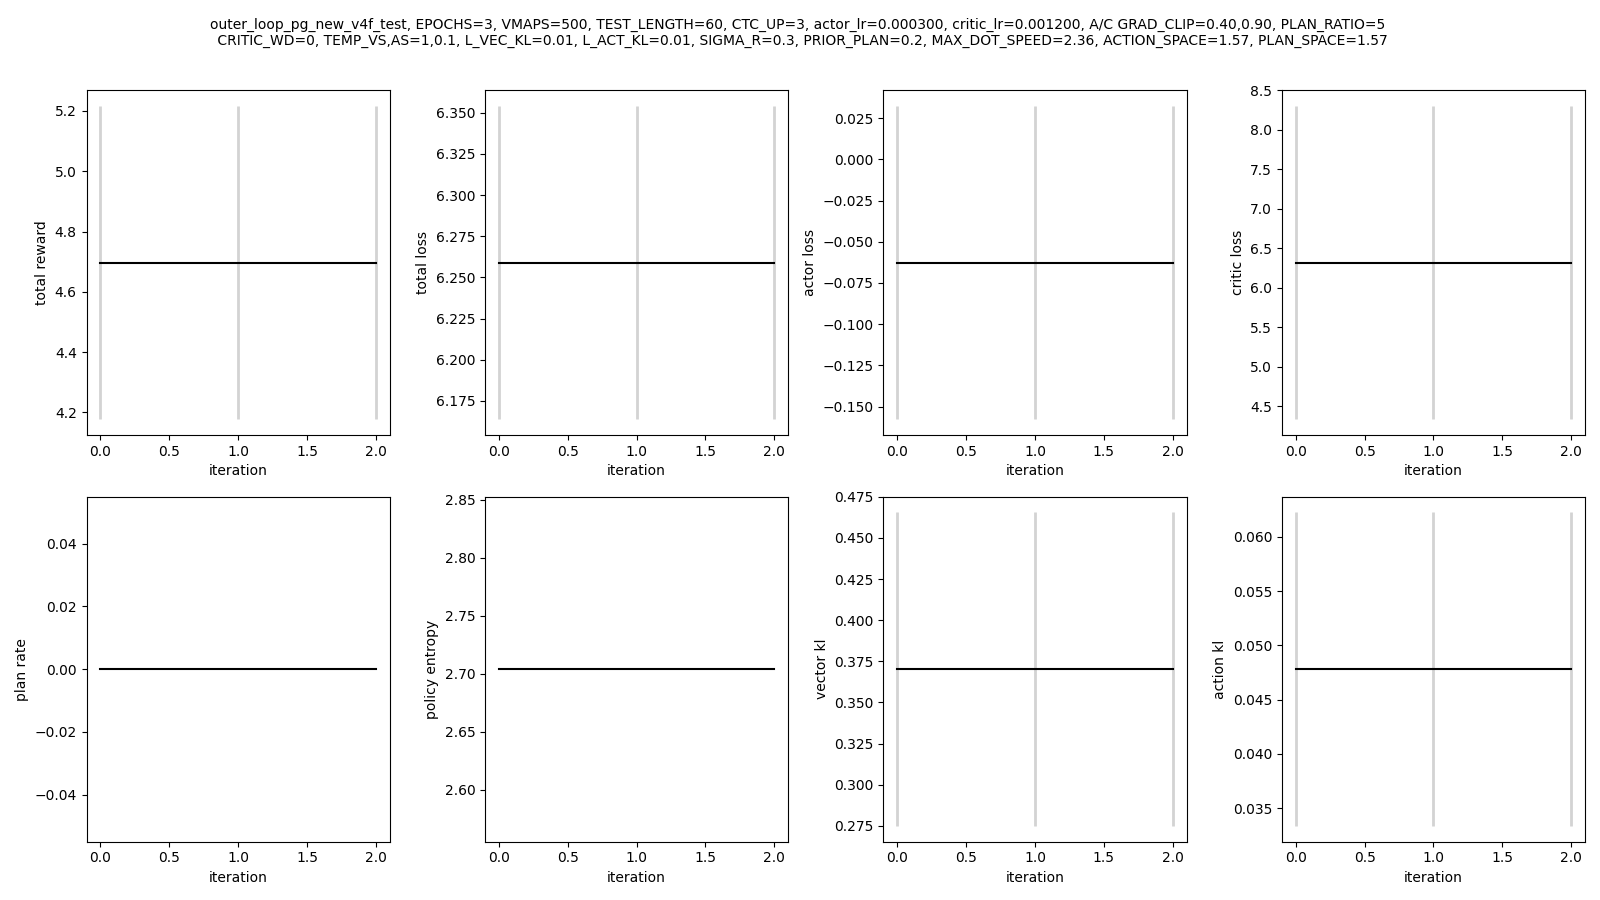 outer_loop_pg_new_v4f_test, EPOCHS=3, VMAPS=500, TEST_LENGTH=60, CTC_UP=3, actor_lr=0.000300, critic_lr=0.001200, A/C GRAD_CLIP=0.40,0.90, PLAN_RATIO=5
CRITIC_WD=0, TEMP_VS,AS=1,0.1, L_VEC_KL=0.01, L_ACT_KL=0.01, SIGMA_R=0.3, PRIOR_PLAN=0.2, MAX_DOT_SPEED=2.36, ACTION_SPACE=1.57, PLAN_SPACE=1.57
total reward
5.2
5.0
4.8
4.6
4.4
4.2
0.0 0.5 1.0 1.5 2.0
iteration
total loss
6.350
6.325
6.300
6.275
6.250
6.225
6.200
6.175
0.0 0.5 1.0 1.5 2.0
iteration
actor loss
0.025
0.000
−0.025
−0.050
−0.075
−0.100
−0.125
−0.150
0.0 0.5 1.0 1.5 2.0
iteration
critic loss
8.5
8.0
7.5
7.0
6.5
6.0
5.5
5.0
4.5
0.0 0.5 1.0 1.5 2.0
iteration
plan rate
0.04
0.02
0.00
−0.02
−0.04
0.0 0.5 1.0 1.5 2.0
iteration
policy entropy
2.85
2.80
2.75
2.70
2.65
2.60
0.0 0.5 1.0 1.5 2.0
iteration
vector kl
0.475
0.450
0.425
0.400
0.375
0.350
0.325
0.300
0.275
0.0 0.5 1.0 1.5 2.0
iteration
action kl
0.060
0.055
0.050
0.045
0.040
0.035
0.0 0.5 1.0 1.5 2.0
iteration